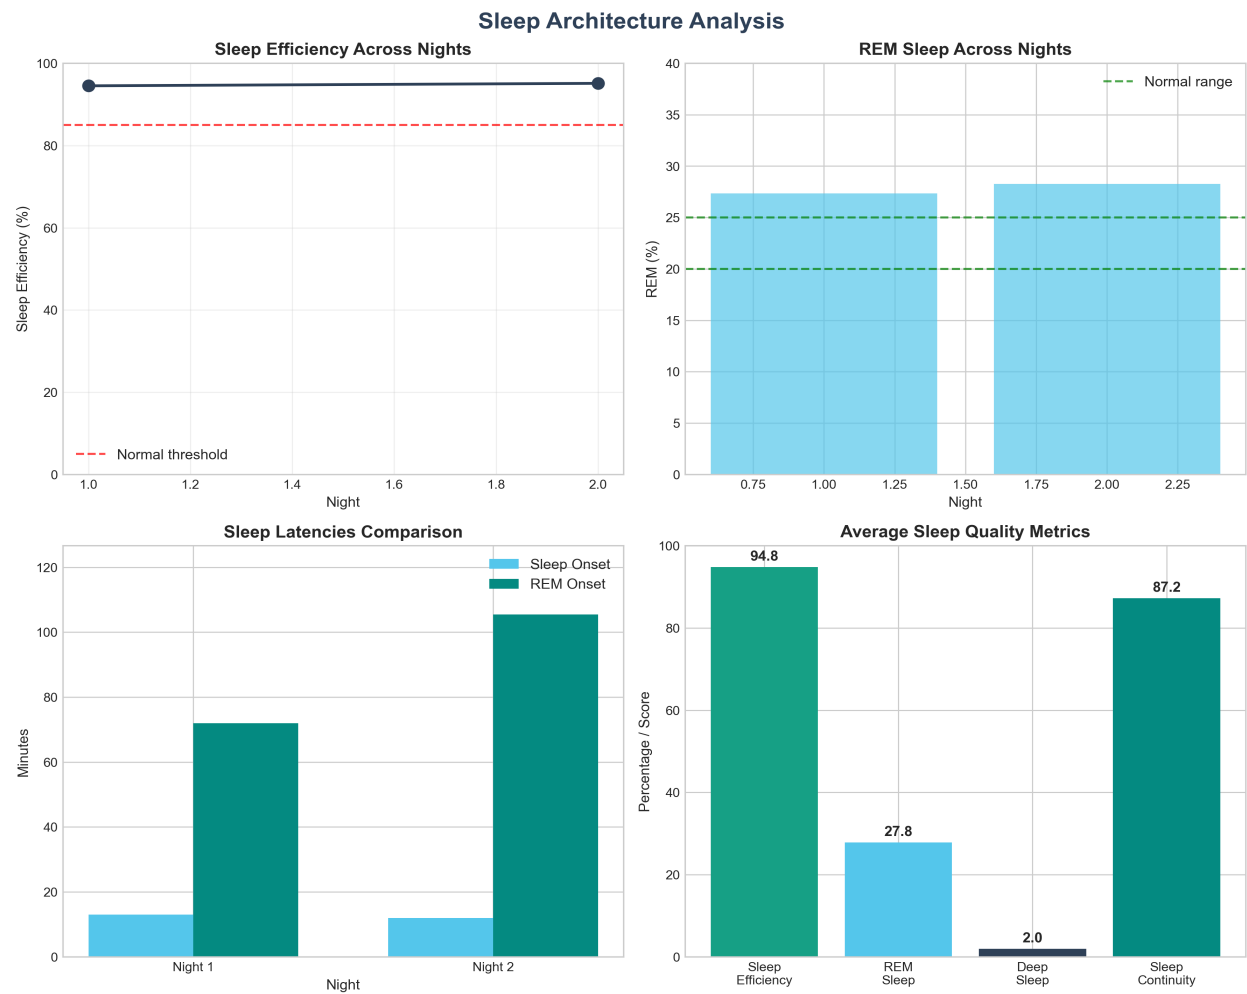 Sleep Architecture Analysis
Sleep Efficiency Across Nights
100
80
60
40
20
0
Sleep Efficiency (%)
Normal threshold
1.0 1.2 1.4 1.6 1.8 2.0
Night
REM Sleep Across Nights
40
35
30
25
20
15
10
5
0
REM (%)
Normal range
0.75 1.00 1.25 1.50 1.75 2.00 2.25
Night
Sleep Latencies Comparison
120
100
80
60
40
20
0
Minutes
Sleep Onset
REM Onset
Night 1 Night 2
Night
Average Sleep Quality Metrics
100
80
60
40
20
0
Percentage / Score
94.8
27.8
2.0
87.2
Sleep
Efficiency
REM
Sleep
Deep
Sleep
Sleep
Continuity